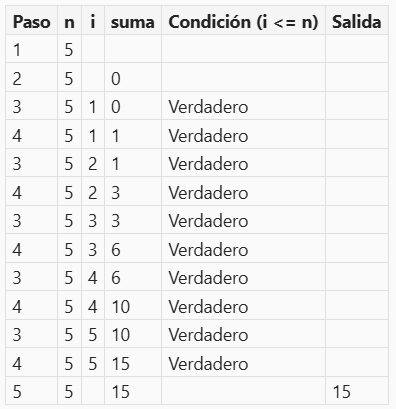 Paso n i suma Condición (i <= n) Salida
1 5
2 5 0
3 5 1 0 Verdadero
4 5 1 1 Verdadero
3 5 2 1 Verdadero
4 5 2 3 Verdadero
3 5 3 3 Verdadero
4 5 3 6 Verdadero
3 5 4 6 Verdadero
4 5 4 10 Verdadero
3 5 5 10 Verdadero
4 5 5 15 Verdadero
5 5 15 15